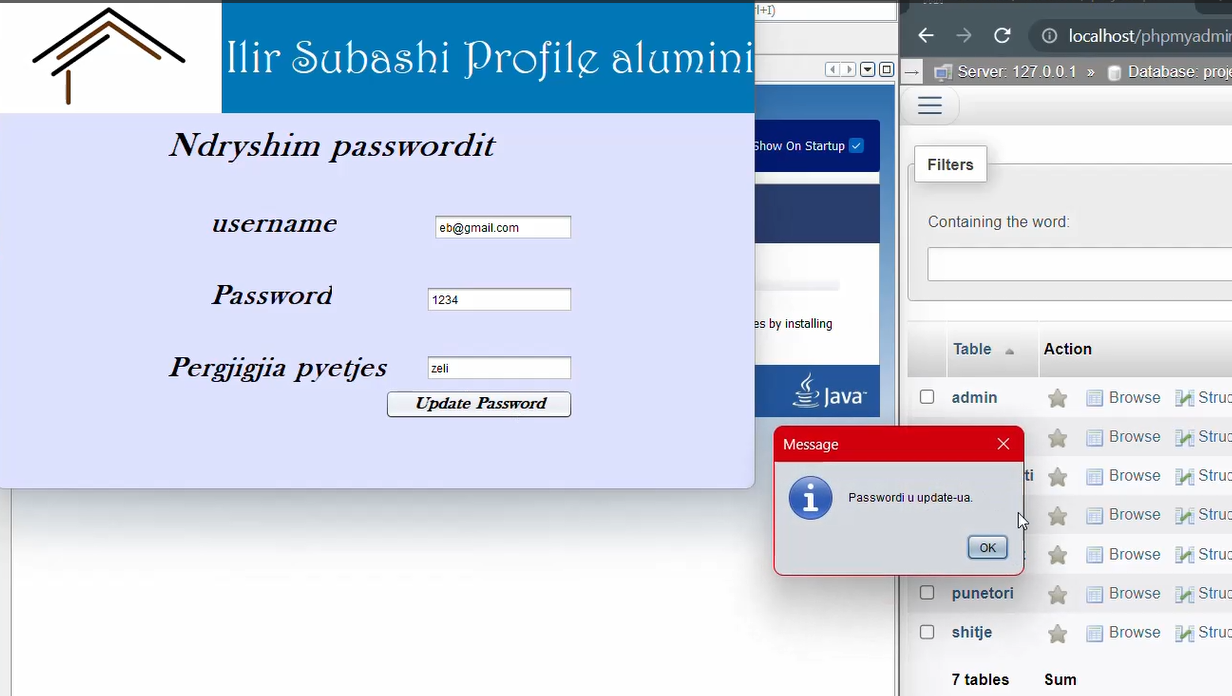 Ilir Subashi Profile alumini
Ndryshim passwordit
username
eb@gmail.com
Password
1234
Pergjigjia pyetjes
zeli
Update Password
Show On Startup
es by installing
Java
Message
Passwordi u update-ua.
OK
localhost/phpmyadmin
Server: 127.0.0.1 » Database: proje
Filters
Containing the word:
Table Action
admin Browse Struc
Browse Struc
ti Browse Struc
Browse Struc
Browse Struc
punetori Browse Struc
shitje Browse Struc
7 tables Sum